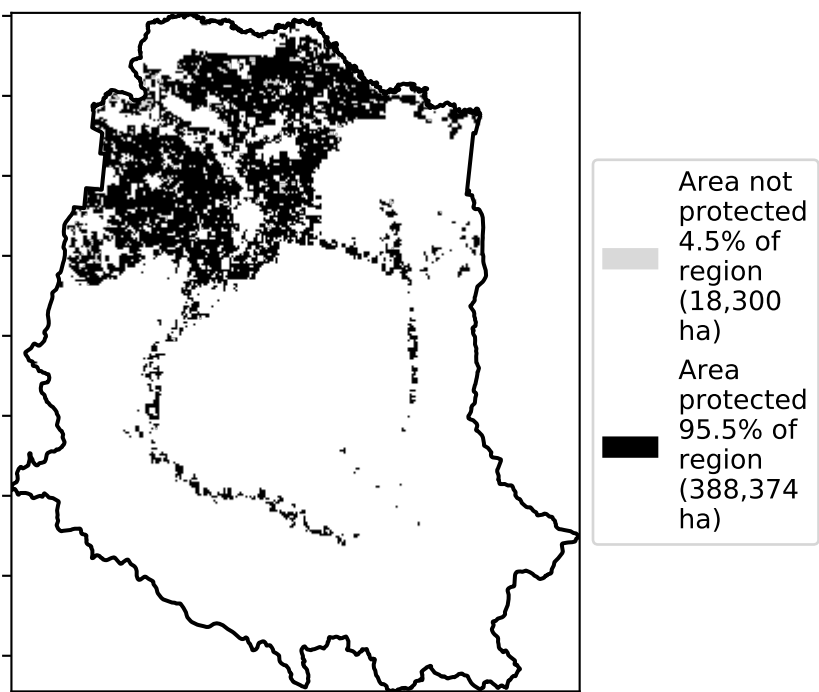 Area not
protected
4.5% of
region
(18,300
ha)
Area
protected
95.5% of
region
(388,374
ha)